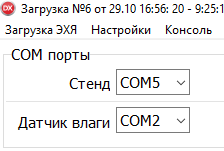 DX Загрузка №6 от 29.10 16:56: 20 - 9:25:1
Загрузка ЭХЯ Настройки Консоль
COM порты
Стенд COM5
Датчик влаги COM2